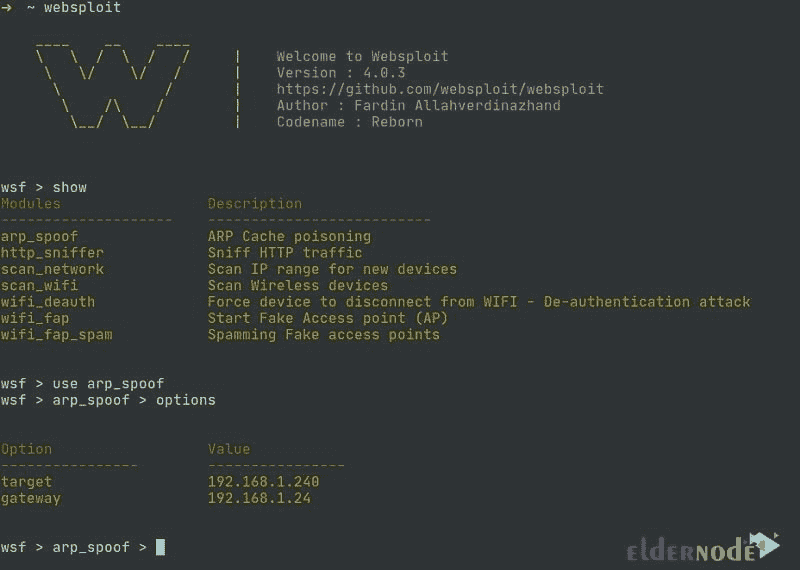 → ~ websploit
Welcome to Websploit
Version : 4.0.3
https://github.com/websploit/websploit
Author : Fardin Allahverdinazhand
Codename : Reborn
wsf > show
Modules Description
-------------------- --------------------------
arp_spoof ARP Cache poisoning
http_sniffer Sniff HTTP traffic
scan_network Scan IP range for new devices
scan_wifi Scan Wireless devices
wifi_deauth Force device to disconnect from WIFI - De-authentication attack
wifi_fap Start Fake Access point (AP)
wifi_fap_spam Spamming Fake access points
wsf > use arp_spoof
wsf > arp_spoof > options
Option Value
---------------- ----------------
target 192.168.1.240
gateway 192.168.1.24
wsf > arp_spoof >
elderNODE